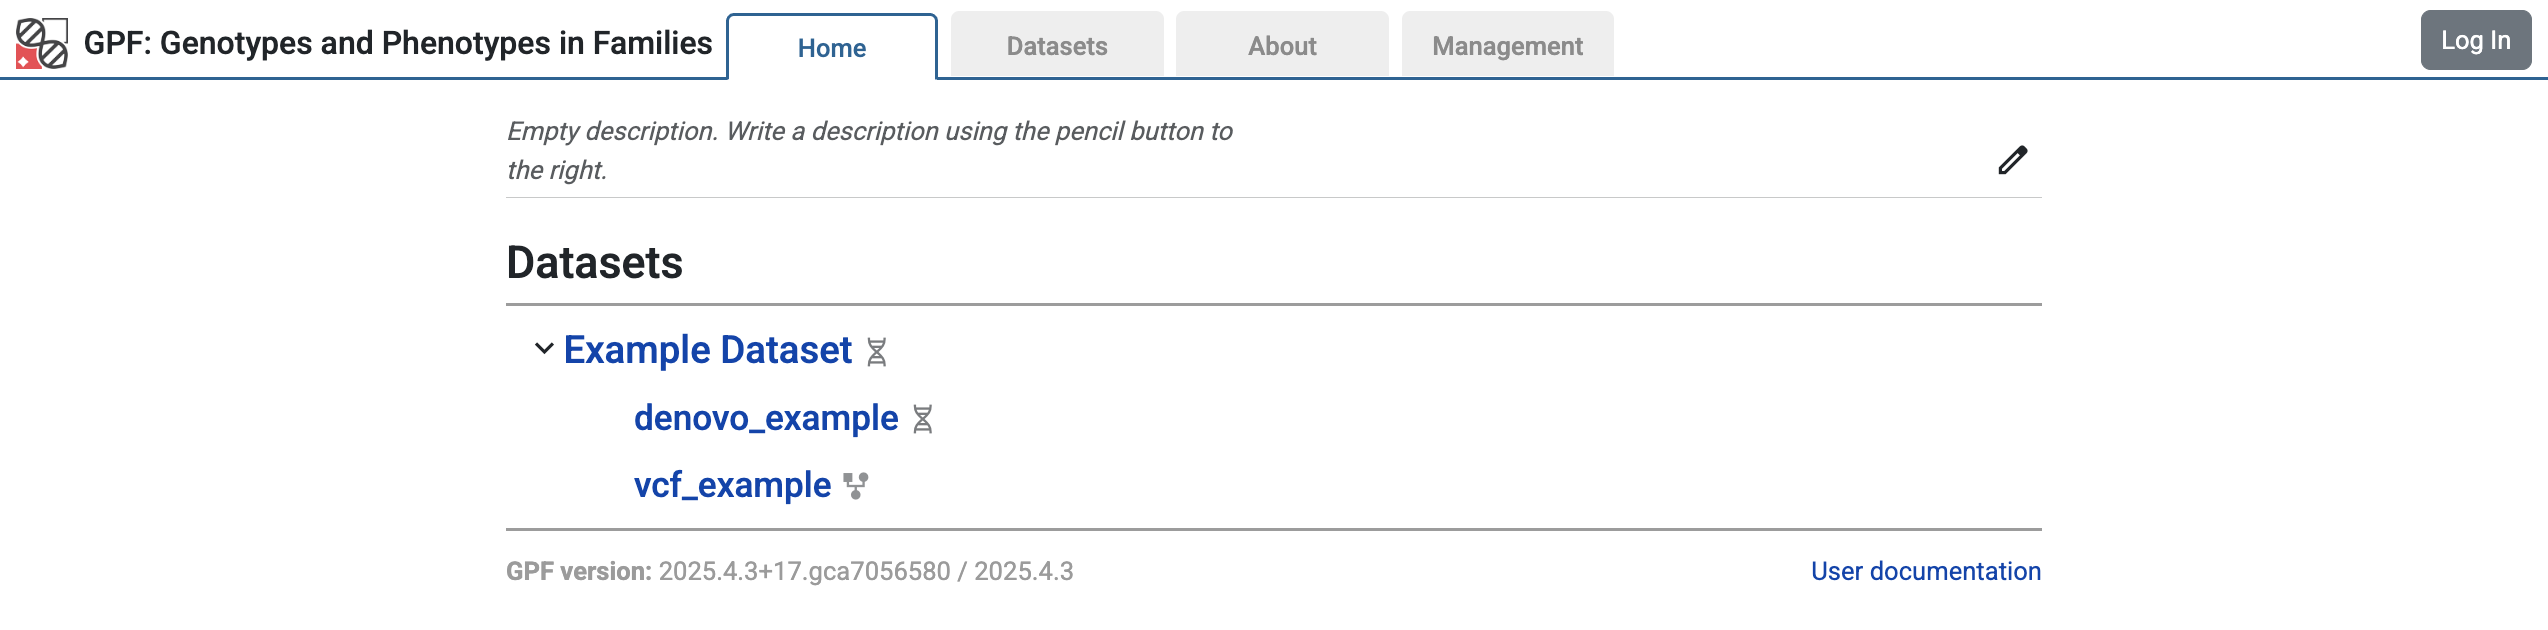 GPF: Genotypes and Phenotypes in Families
Home
Datasets
About
Management
Log In
Empty description. Write a description using the pencil button to
the right.
Datasets
Example Dataset
denovo_example
vcf_example
GPF version: 2025.4.3+17.gca7056580 / 2025.4.3
User documentation